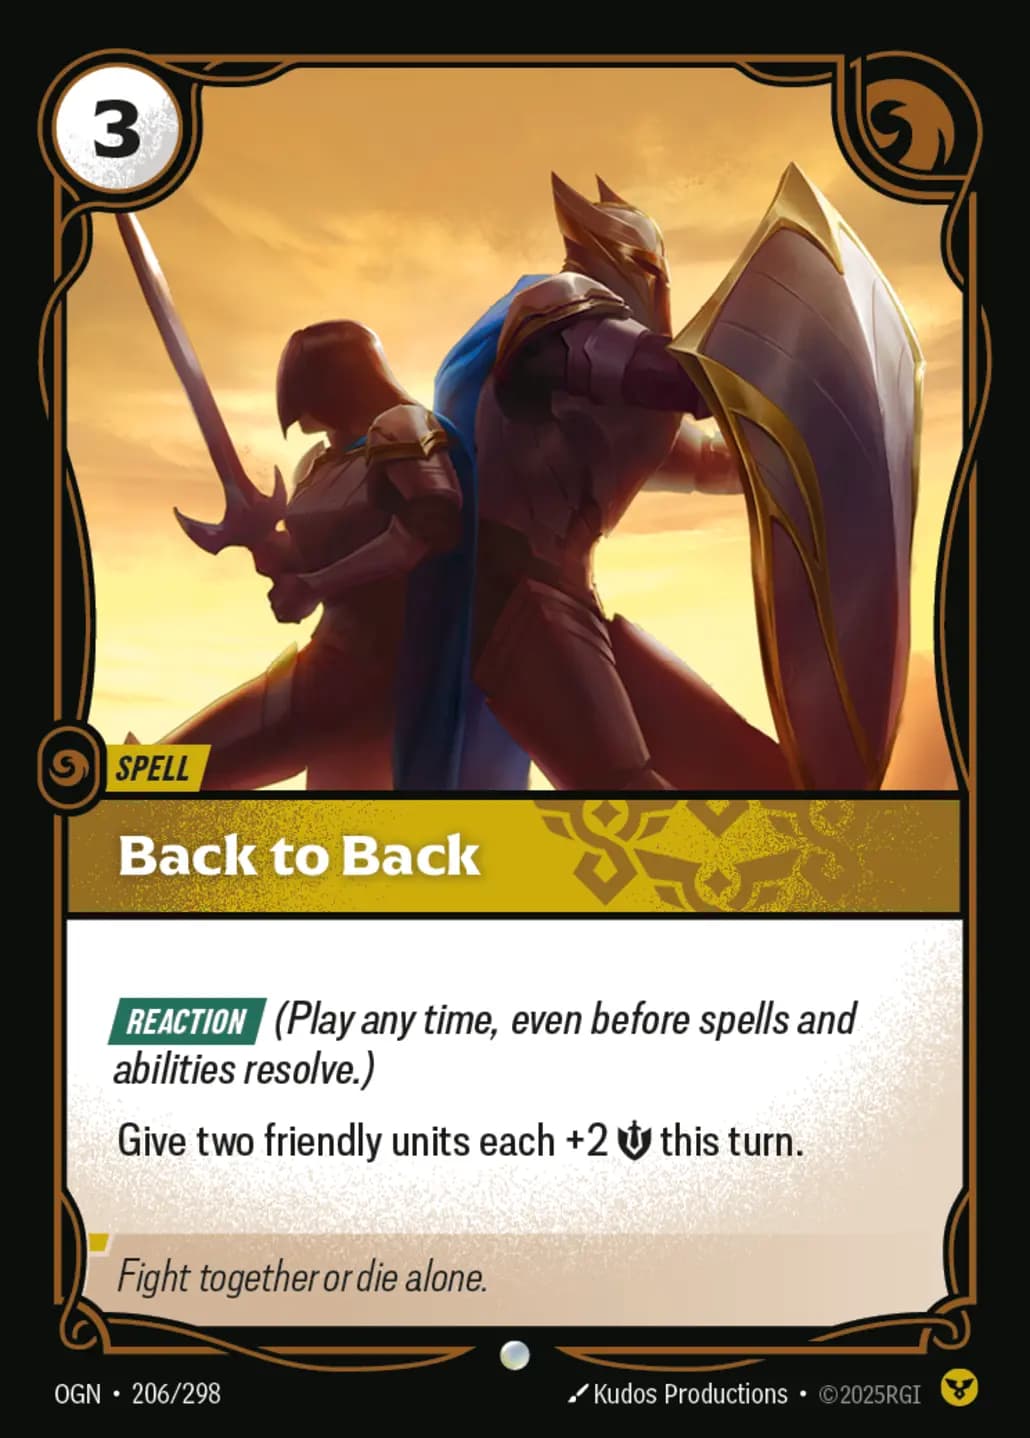 3
SPELL
Back to Back
REACTION (Play any time, even before spells and
abilities resolve.)
Give two friendly units each +2 this turn.
Fight together or die alone.
OGN • 206/298
Kudos Productions • ©2025RGI